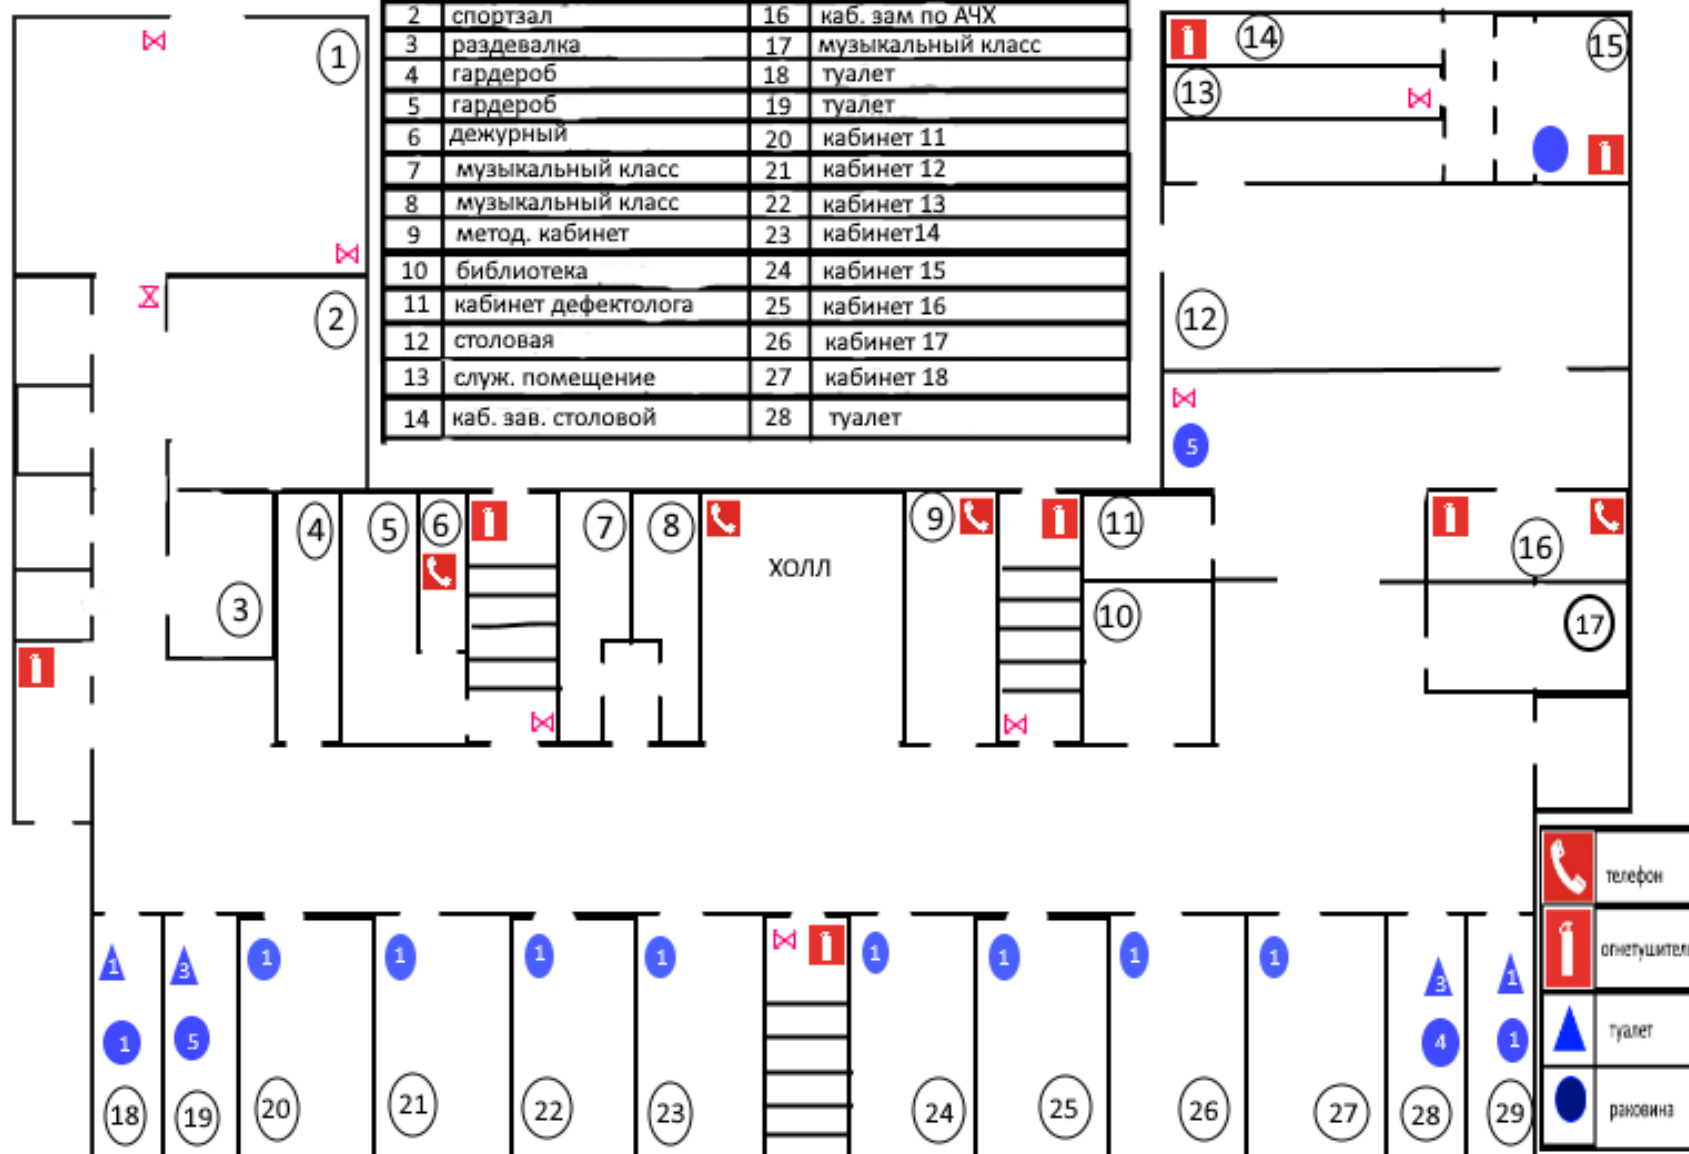 2 спортзал 16 каб. зам по АЧХ
3 раздевалка 17 музыкальный класс
4 гардероб 18 туалет
5 гардероб 19 туалет
6 дежурный 20 кабинет 11
7 музыкальный класс 21 кабинет 12
8 музыкальный класс 22 кабинет 13
9 метод. кабинет 23 кабинет14
10 библиотека 24 кабинет 15
11 кабинет дефектолога 25 кабинет 16
12 столовая 26 кабинет 17
13 служ. помещение 27 кабинет 18
14 каб. зав. столовой 28 туалет
1
14
15
13
2
12
5
4
5
6
7
8
9
11
16
ХОЛЛ
3
10
17
телефон
огнетушитель
туалет
раковина
1 3 1 1 1 1 1 1 1 1 3 1
1 5 4 1
18 19 20 21 22 23 24 25 26 27 28 29